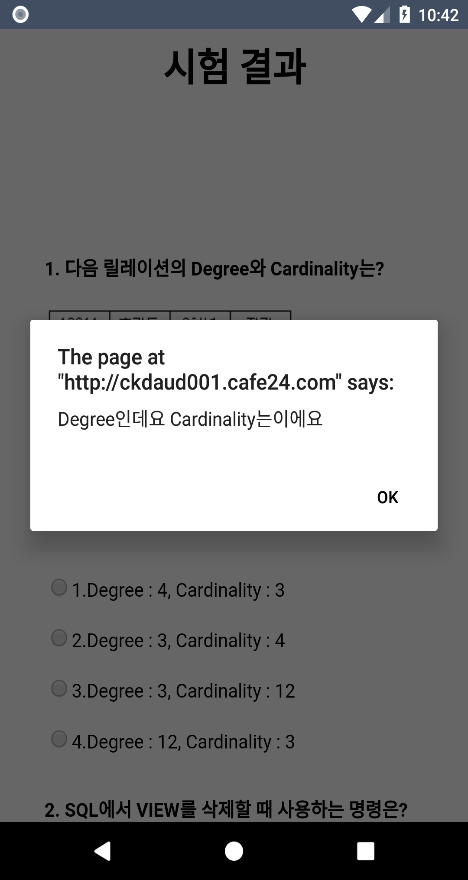 10:42
시험 결과
1. 다음 릴레이션의 Degree와 Cardinality는?
The page at
"http://ckdaud001.cafe24.com" says:
Degree인데요 Cardinality는이에요
OK
1.Degree : 4, Cardinality : 3
2.Degree : 3, Cardinality : 4
3.Degree : 3, Cardinality : 12
4.Degree : 12, Cardinality : 3
2. SQL에서 VIEW를 삭제할 때 사용하는 명령은?